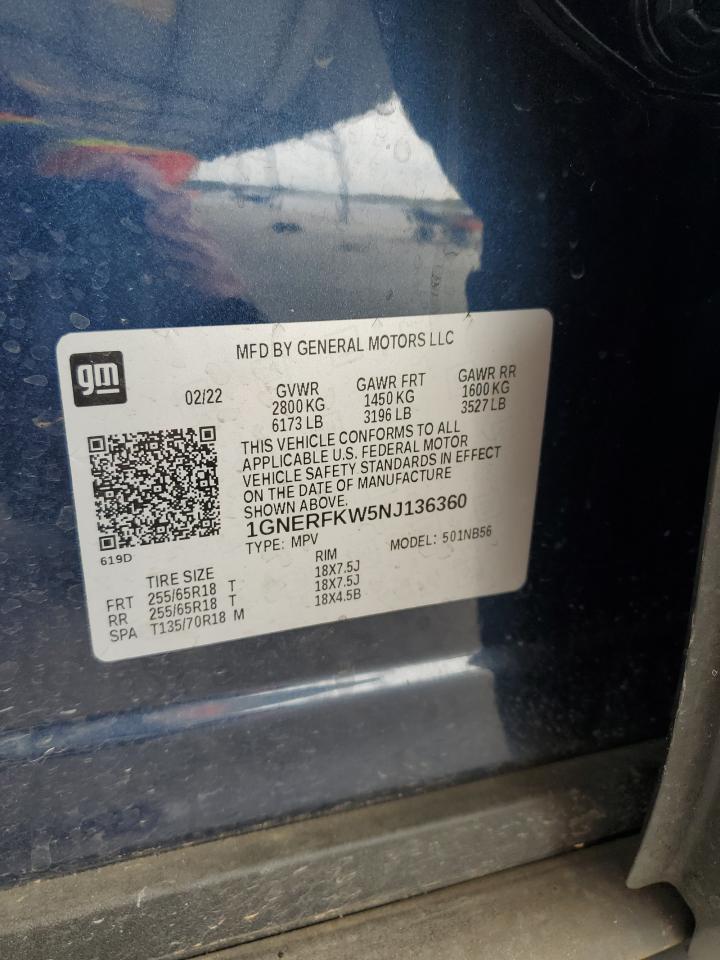 gm
MFD BY GENERAL MOTORS LLC
02/22
GVWR
2800 KG
6173 LB
GAWR FRT
1450 KG
3196 LB
GAWR RR
1600 KG
3527 LB
THIS VEHICLE CONFORMS TO ALL
APPLICABLE U.S. FEDERAL MOTOR
VEHICLE SAFETY STANDARDS IN EFFECT
ON THE DATE OF MANUFACTURE
SHOWN ABOVE.
1GNERFKW5NJ136360
TYPE: MPV MODEL: 501NB56
619D
TIRE SIZE RIM
FRT 255/65R18 T 18X7.5J
RR 255/65R18 T 18X7.5J
SPA T135/70R18 M 18X4.5B